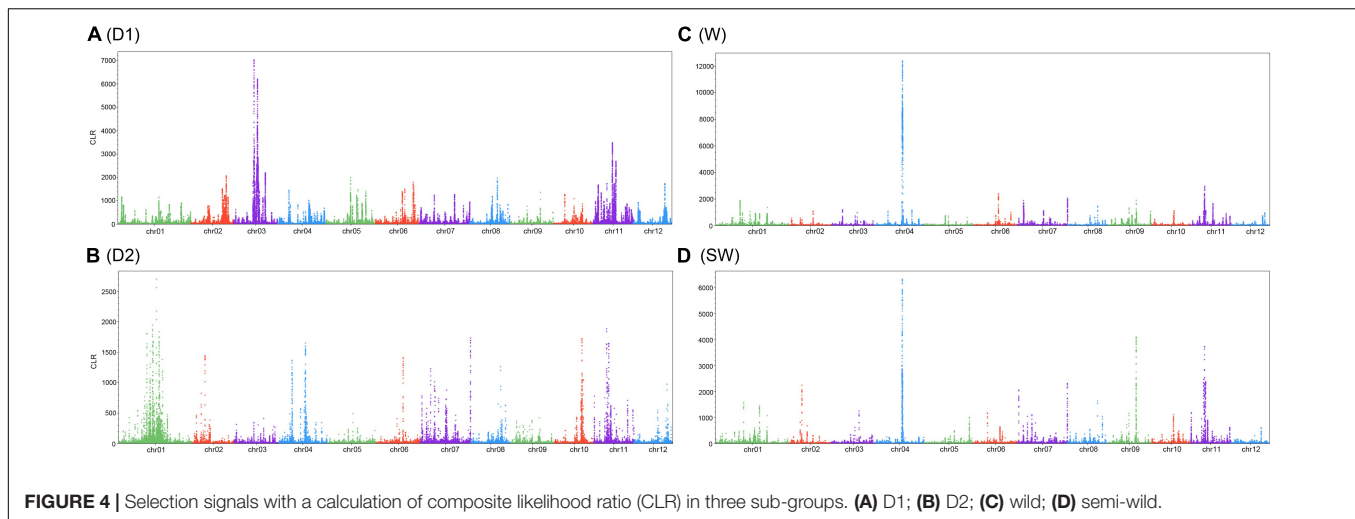 A (D1)
7000
6000
5000
4000
3000
2000
1000
0
CLR
chr01 chr02 chr03 chr04 chr05 chr06 chr07 chr08 chr09 chr10 chr11 chr12
B (D2)
2500
2000
1500
1000
500
0
CLR
chr01 chr02 chr03 chr04 chr05 chr06 chr07 chr08 chr09 chr10 chr11 chr12
C (W)
12000
10000
8000
6000
4000
2000
0
chr01 chr02 chr03 chr04 chr05 chr06 chr07 chr08 chr09 chr10 chr11 chr12
D (SW)
6000
5000
4000
3000
2000
1000
0
chr01 chr02 chr03 chr04 chr05 chr06 chr07 chr08 chr09 chr10 chr11 chr12
FIGURE 4 | Selection signals with a calculation of composite likelihood ratio (CLR) in three sub-groups. (A) D1; (B) D2; (C) wild; (D) semi-wild.